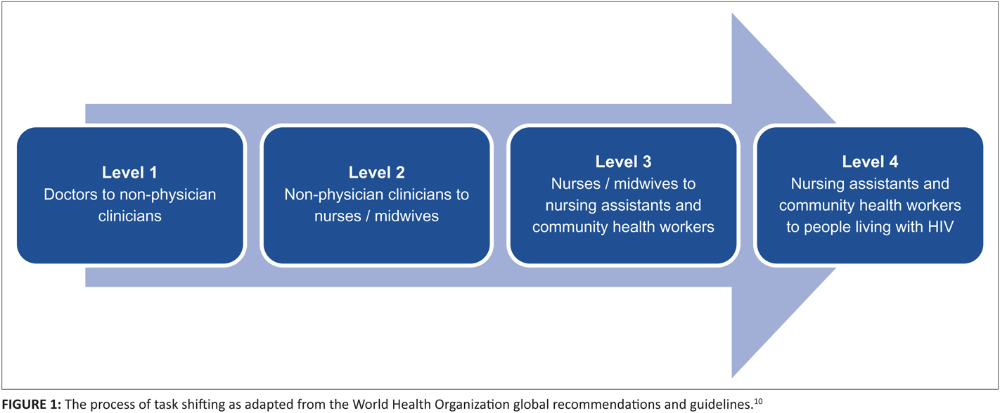 Level 1
Doctors to non-physician
clinicians
Level 2
Non-physician clinicians to
nurses / midwives
Level 3
Nurses / midwives to
nursing assistants and
community health workers
Level 4
Nursing assistants and
community health workers
to people living with HIV
FIGURE 1: The process of task shifting as adapted from the World Health Organization global recommendations and guidelines.10